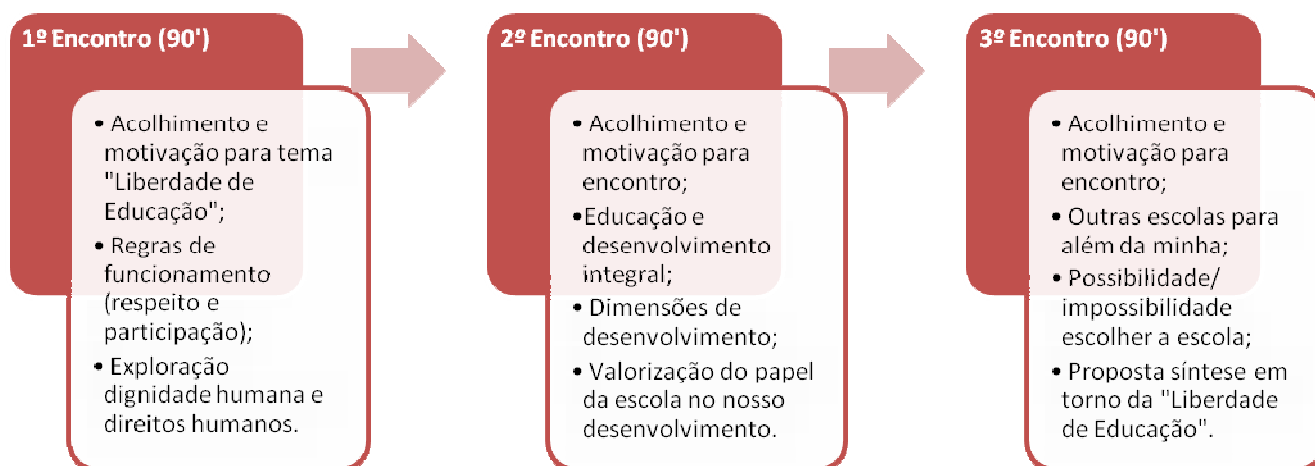 1º Encontro (90')
• Acolhimento e
motivação para tema
"Liberdade de
Educação";
• Regras de
funcionamento
(respeito e
participação);
• Exploração
dignidade humana e
direitos humanos.
2º Encontro (90')
• Acolhimento e
motivação para
encontro;
•Educação e
desenvolvimento
integral;
• Dimensões de
desenvolvimento;
• Valorização do papel
da escola no nosso
desenvolvimento.
3º Encontro (90')
• Acolhimento e
motivação para
encontro;
• Outras escolas para
além da minha;
• Possibilidade/
impossibilidade
escolher a escola;
• Proposta síntese em
torno da "Liberdade
de Educação".